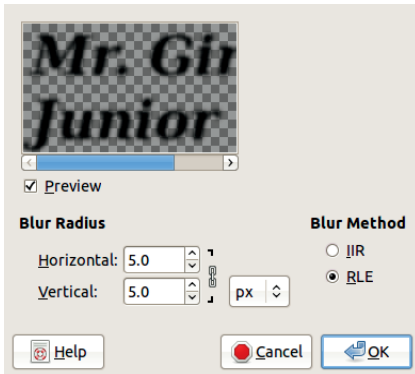 Mr. Gir
Junior
Preview
Blur Radius
Blur Method
Horizontal: 5.0
IIR
Vertical: 5.0 px
RLE
Help
Cancel
OK